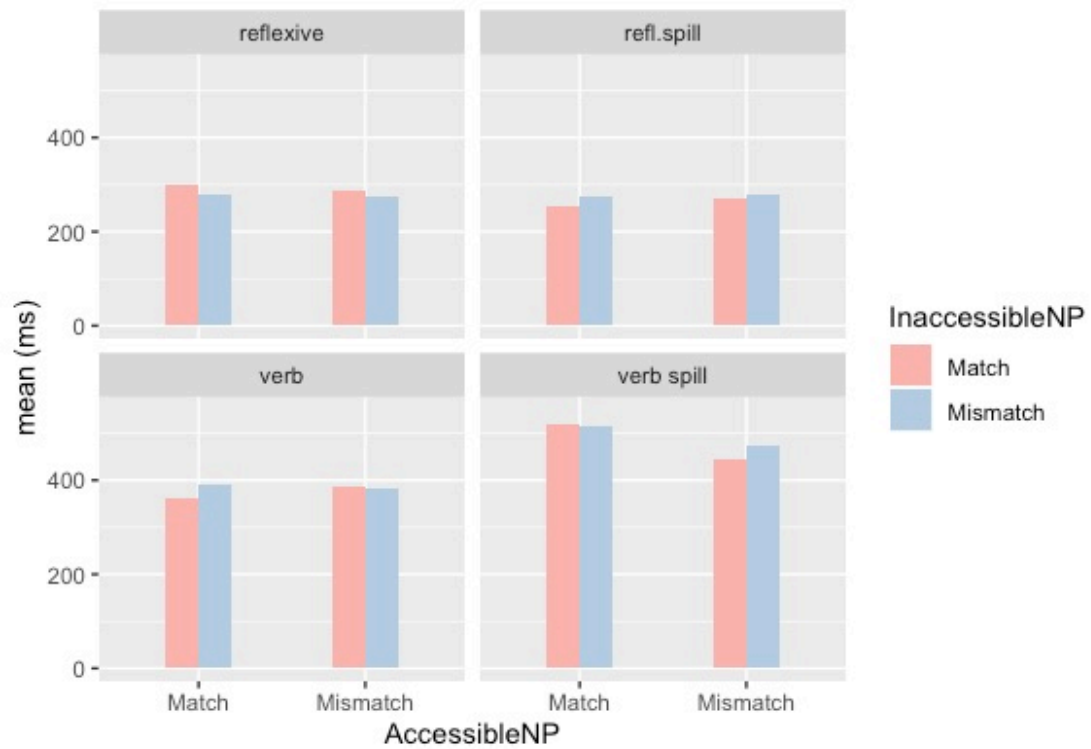 reflexive
refl.spill
400
200
0
verb
verb spill
400
200
0
mean (ms)
Match
Mismatch
Match
Mismatch
AccessibleNP
InaccessibleNP
Match
Mismatch